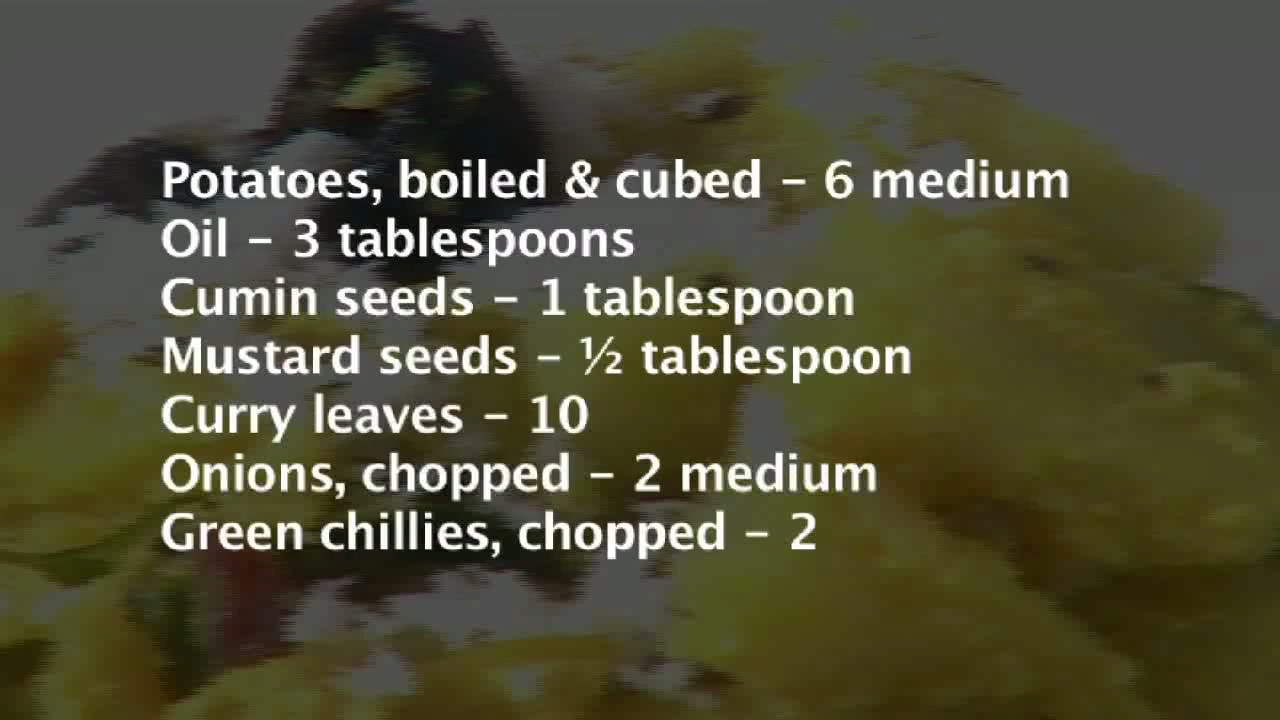 Potatoes, boiled & cubed – 6 medium
Oil – 3 tablespoons
Cumin seeds – 1 tablespoon
Mustard seeds – ½ tablespoon
Curry leaves – 10
Onions, chopped – 2 medium
Green chillies, chopped – 2